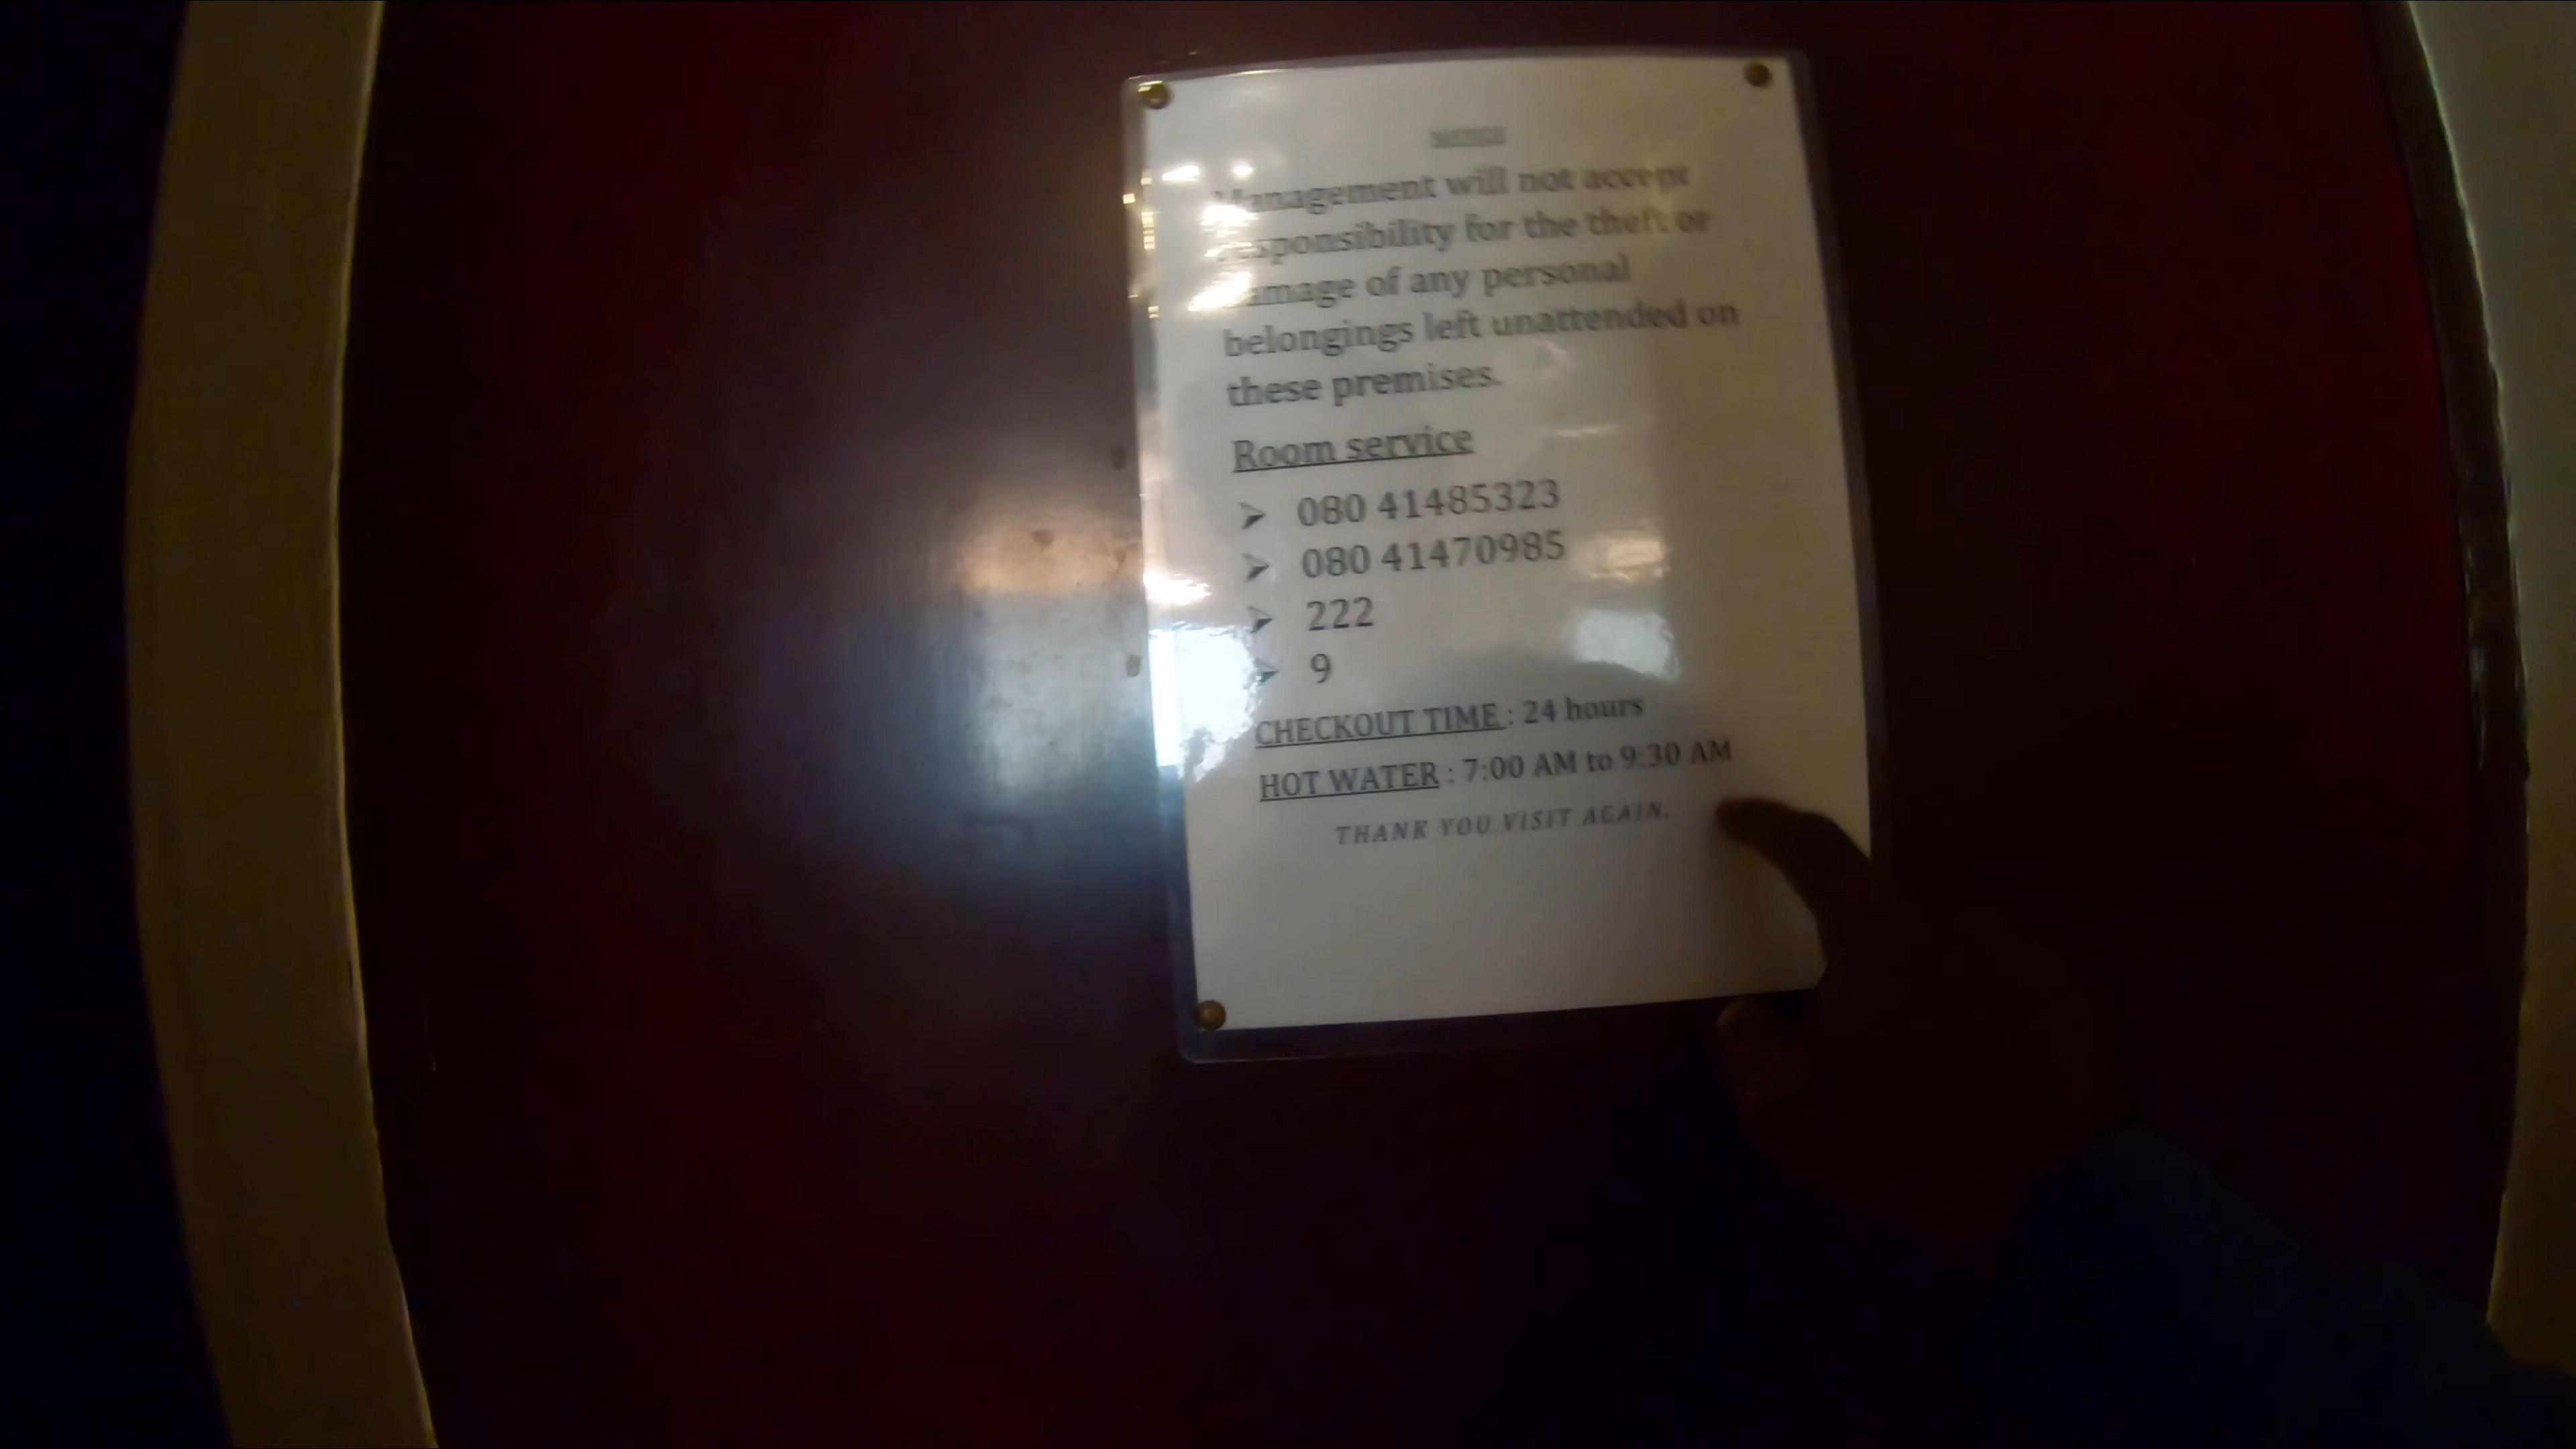 NOTICE
Management will not accept
responsibility for the theft or
damage of any personal
belongings left unattended on
these premises.
Room service
➢ 080 41485323
➢ 080 41470985
➢ 222
➢ 9
CHECKOUT TIME : 24 hours
HOT WATER : 7:00 AM to 9:30 AM
THANK YOU.VISIT AGAIN.